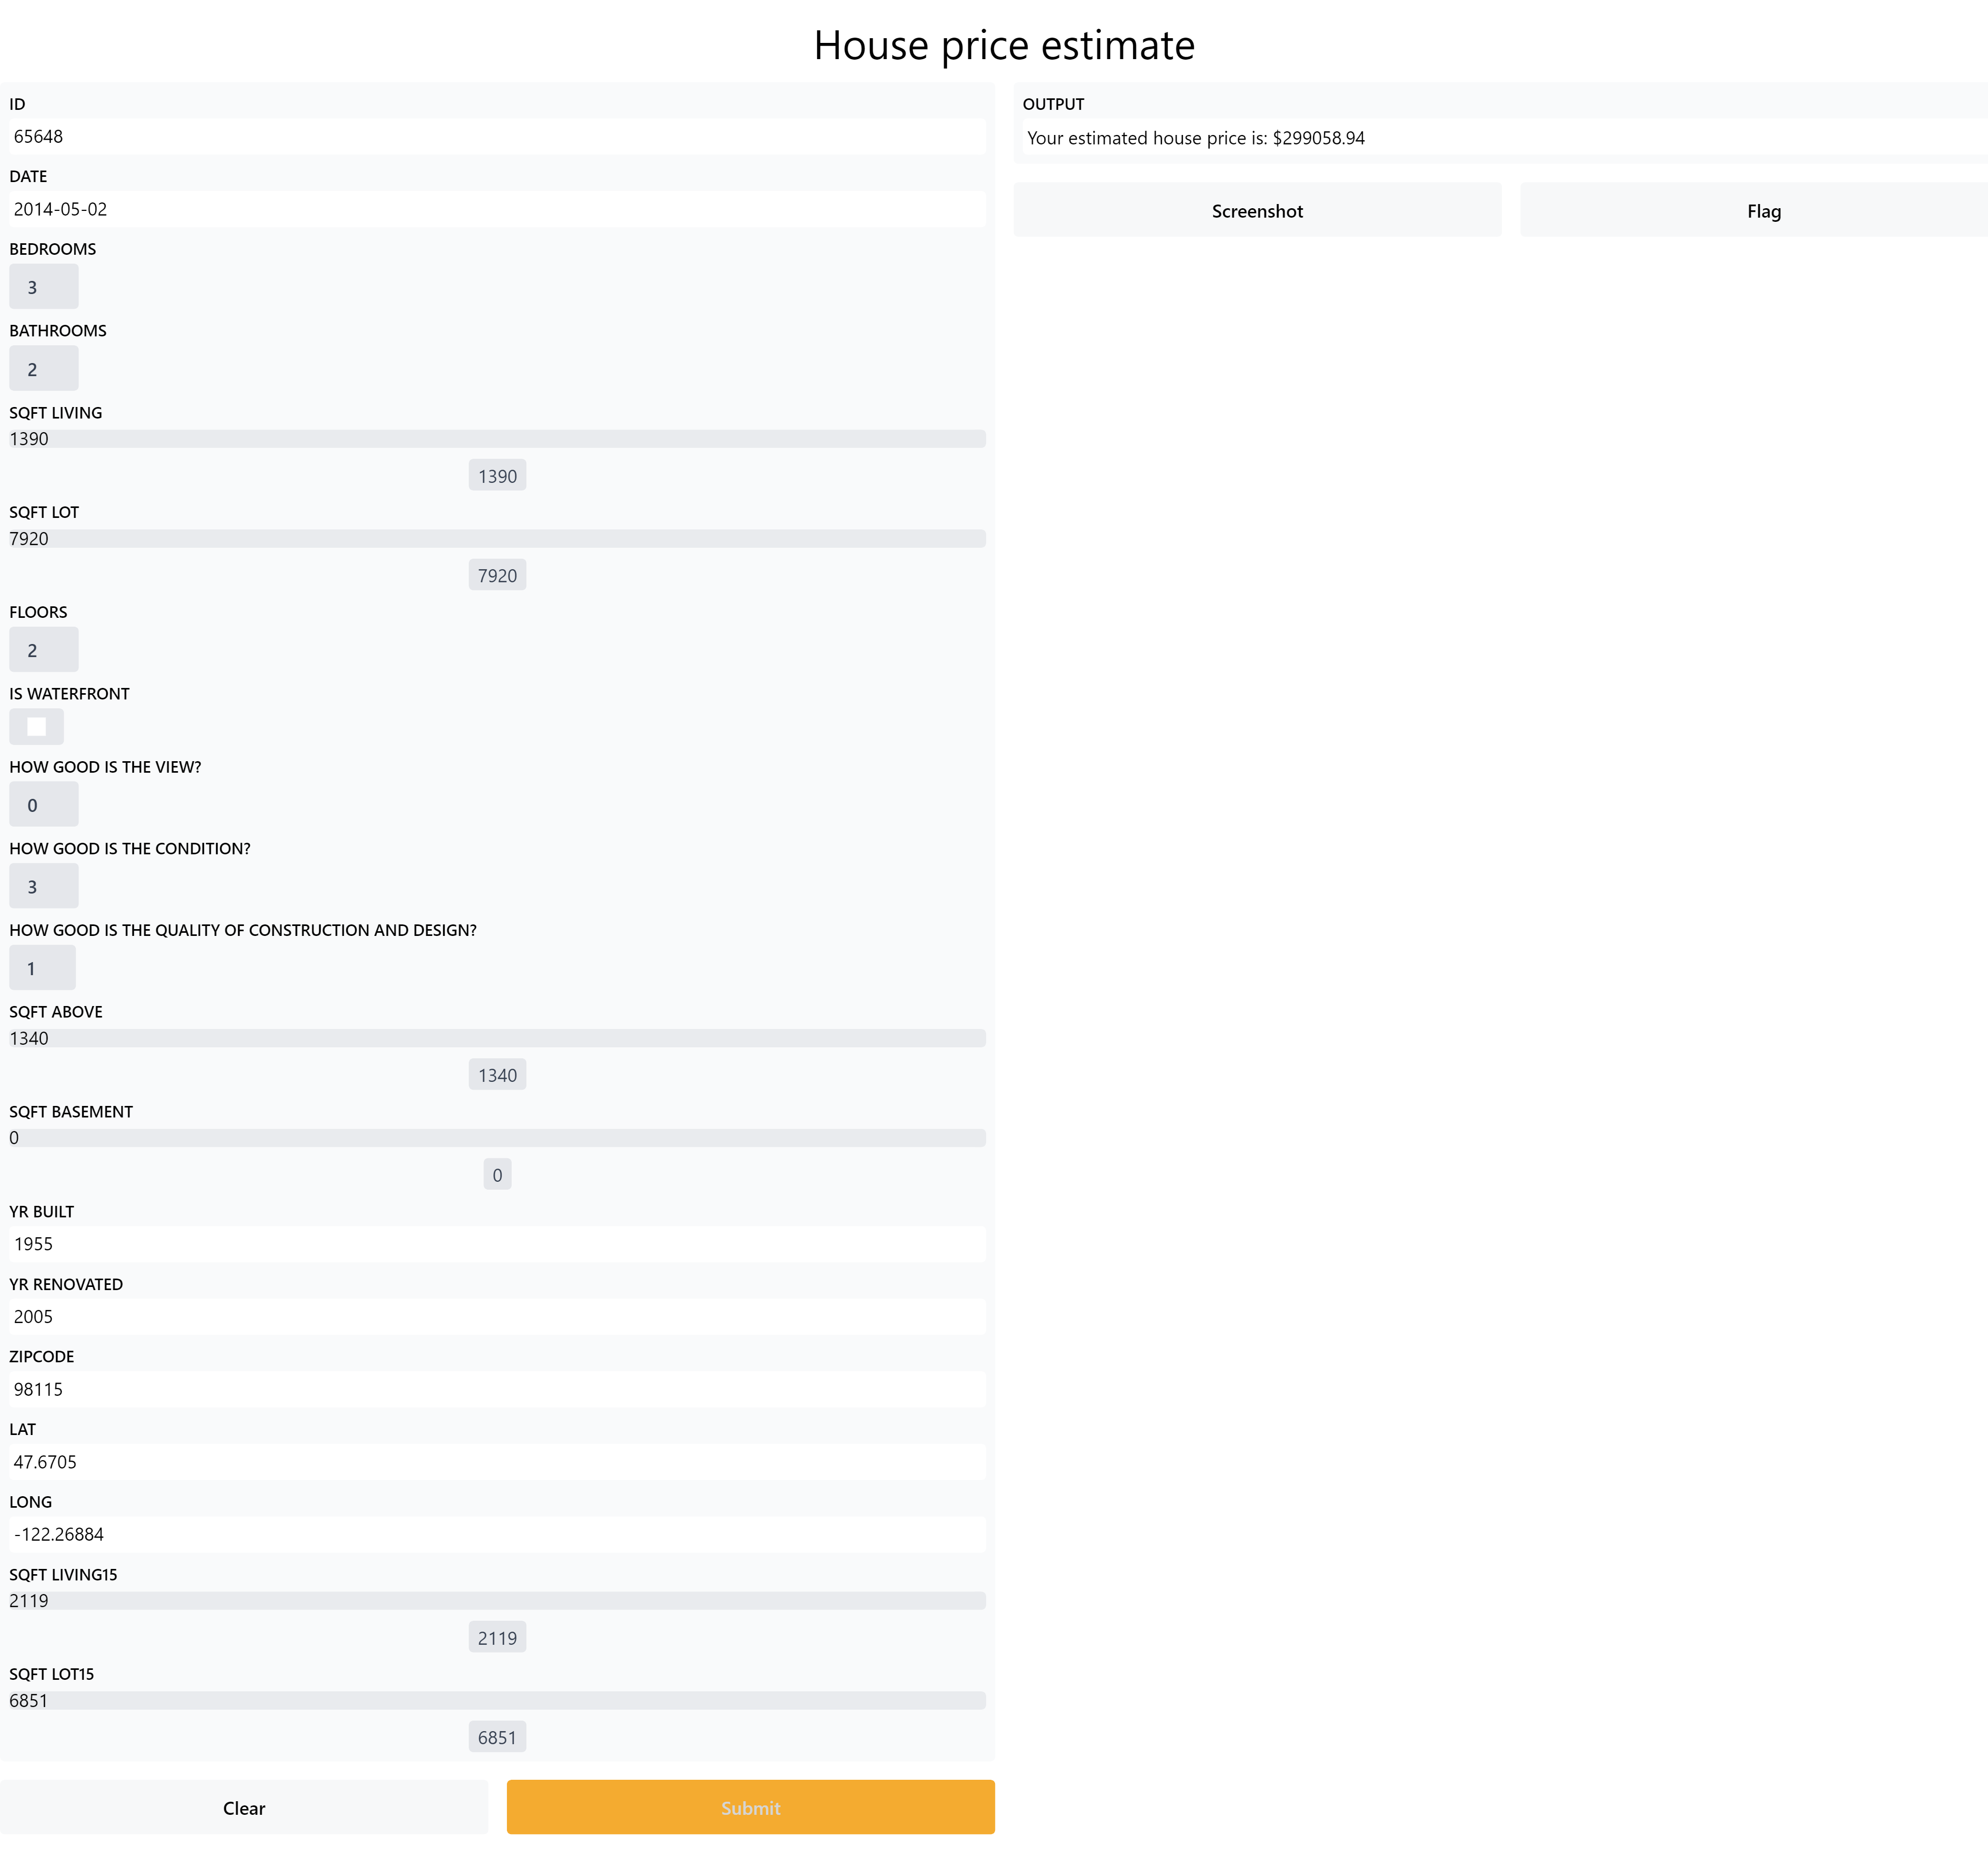 House price estimate
ID
65648
DATE
2014-05-02
BEDROOMS
3
BATHROOMS
2
SQFT LIVING
1390
1390
SQFT LOT
7920
7920
FLOORS
2
IS WATERFRONT
HOW GOOD IS THE VIEW?
0
HOW GOOD IS THE CONDITION?
3
HOW GOOD IS THE QUALITY OF CONSTRUCTION AND DESIGN?
1
SQFT ABOVE
1340
1340
SQFT BASEMENT
0
0
YR BUILT
1955
YR RENOVATED
2005
ZIPCODE
98115
LAT
47.6705
LONG
-122.26884
SQFT LIVING15
2119
2119
SQFT LOT15
6851
6851
Clear
Submit
OUTPUT
Your estimated house price is: $299058.94
Screenshot
Flag